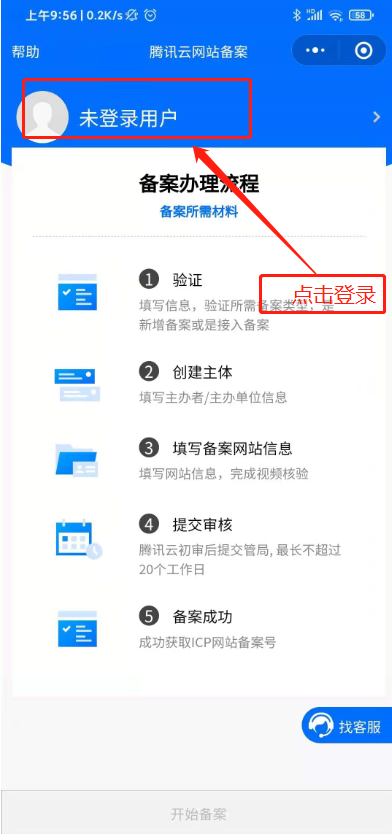 上午9:56 | 0.2K/s
58
帮助
腾讯云网站备案
未登录用户
备案办理流程
备案所需材料
1 验证
点击登录
填写信息，验证所需备案类型，是
新增备案或是接入备案
2 创建主体
填写主办者/主办单位信息
3 填写备案网站信息
填写网站信息，完成视频核验
4 提交审核
腾讯云初审后提交管局, 最长不超过
20个工作日
5 备案成功
成功获取ICP网站备案号
找客服
开始备案